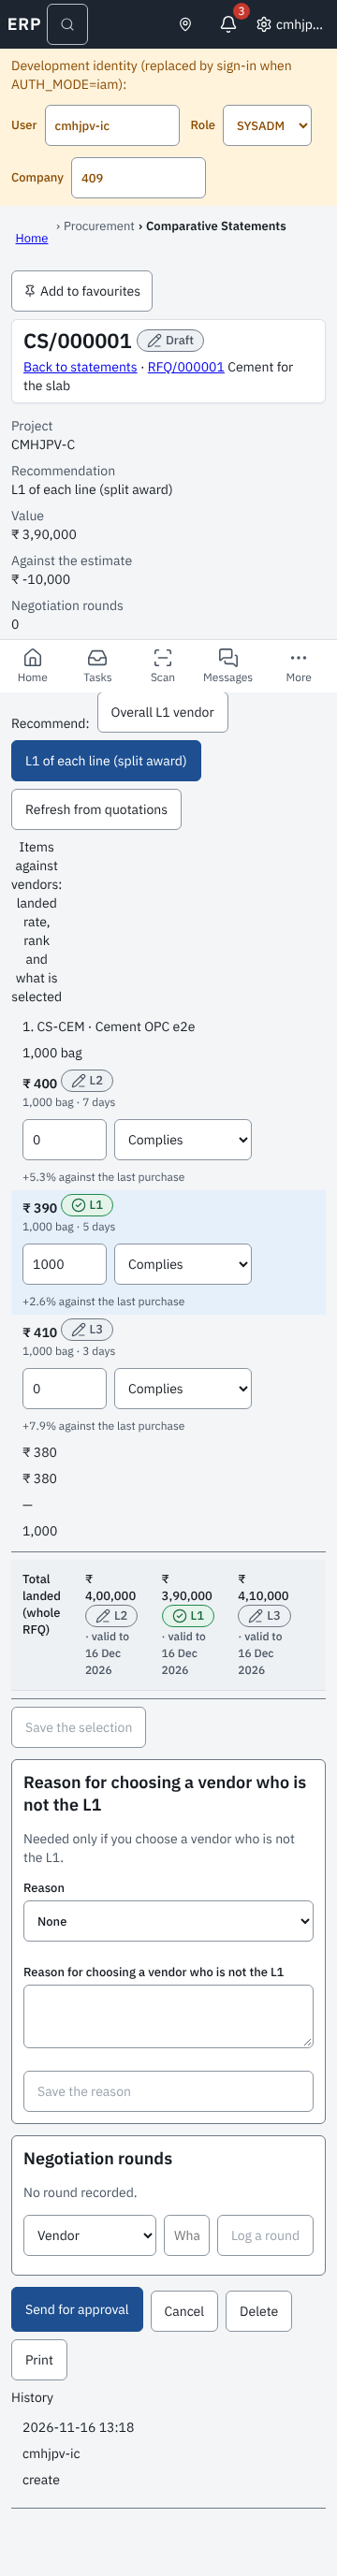 ERP
3
cmhjp...
Development identity (replaced by sign-in when
AUTH_MODE=iam):
User cmhjpv-ic Role SYSADM
Company 409
Home › Procurement › Comparative Statements
Add to favourites
CS/000001 Draft
Back to statements · RFQ/000001 Cement for
the slab
Project
CMHJPV-C
Recommendation
L1 of each line (split award)
Value
₹ 3,90,000
Against the estimate
₹ -10,000
Negotiation rounds
0
Home Tasks Scan Messages More
Recommend: Overall L1 vendor
L1 of each line (split award)
Refresh from quotations
Items
against
vendors:
landed
rate,
rank
and
what is
selected
1. CS-CEM · Cement OPC e2e
1,000 bag
₹ 400 L2
1,000 bag · 7 days
0 Complies
+5.3% against the last purchase
₹ 390 L1
1,000 bag · 5 days
1000 Complies
+2.6% against the last purchase
₹ 410 L3
1,000 bag · 3 days
0 Complies
+7.9% against the last purchase
₹ 380
₹ 380
—
1,000
Total
landed
(whole
RFQ)
₹
4,00,000
L2
· valid to
16 Dec
2026
₹
3,90,000
L1
· valid to
16 Dec
2026
₹
4,10,000
L3
· valid to
16 Dec
2026
Save the selection
Reason for choosing a vendor who is
not the L1
Needed only if you choose a vendor who is not
the L1.
Reason
None
Reason for choosing a vendor who is not the L1
Save the reason
Negotiation rounds
No round recorded.
Vendor Wha Log a round
Send for approval Cancel Delete
Print
History
2026-11-16 13:18
cmhjpv-ic
create